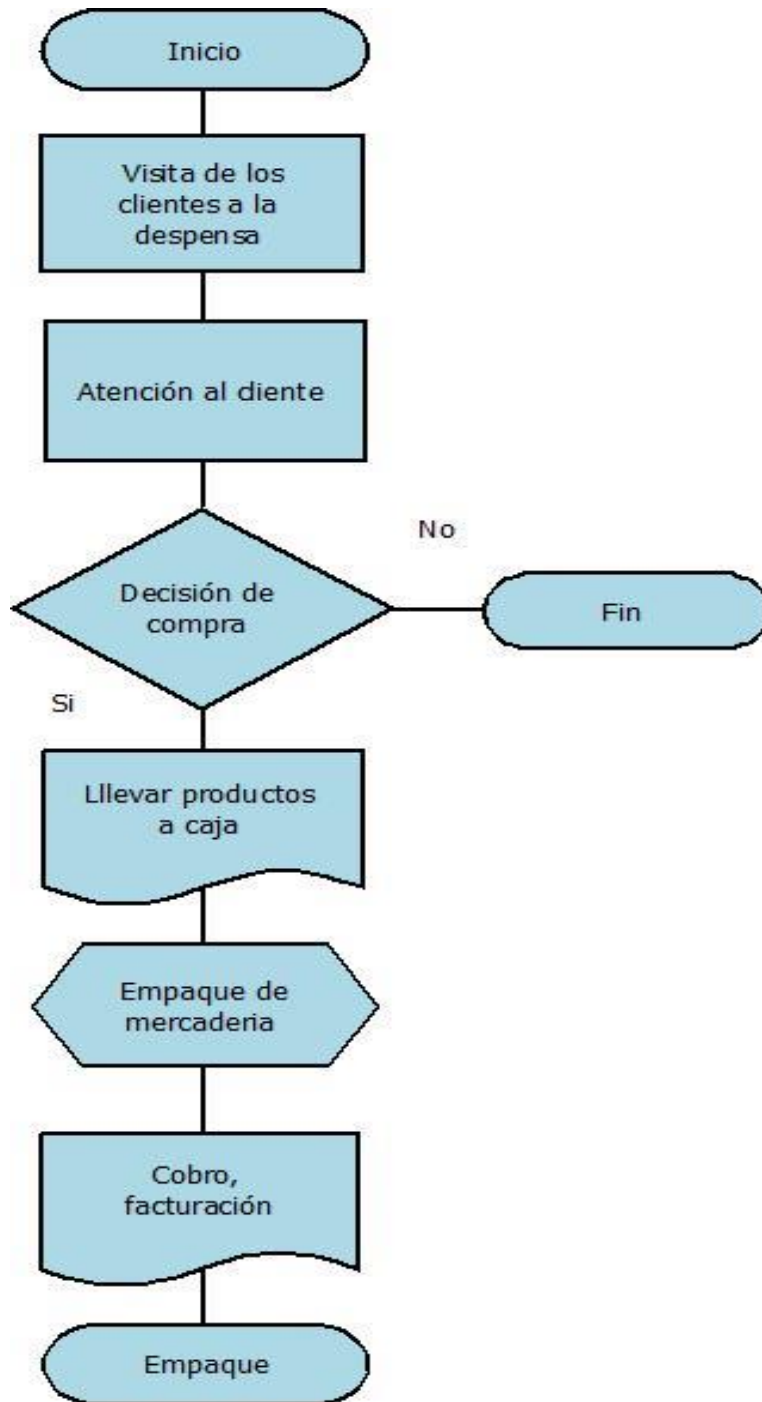 Inicio
Visita de los
clientes a la
despensa
Atención al cliente
Decisión de
compra
No
Fin
Si
Lllevar productos
a caja
Empaque de
mercaderia
Cobro,
facturación
Empaque